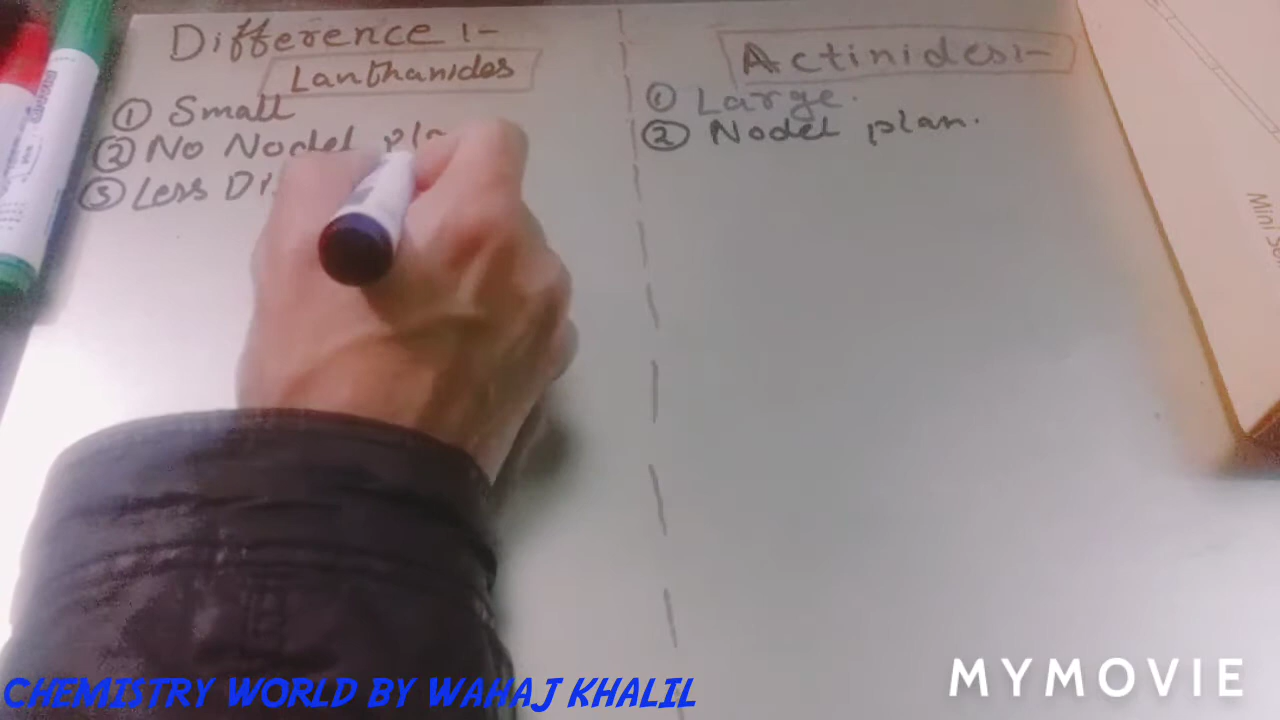 Difference :-
Lanthanides
① Small
② No Nodel
③ Less
Actinides:-
① Large.
② Nodel plan.
Mini
CHEMISTRY WORLD BY WAHAJ KHALIL
MYMOVIE